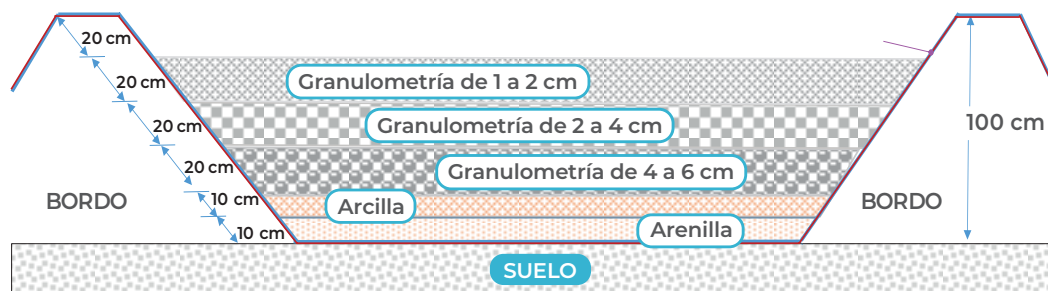 20 cm
20 cm
Granulometría de 1 a 2 cm
20 cm
Granulometría de 2 a 4 cm
100 cm
20 cm
Granulometría de 4 a 6 cm
BORDO
10 cm
Arcilla
BORDO
10 cm
Arenilla
SUELO